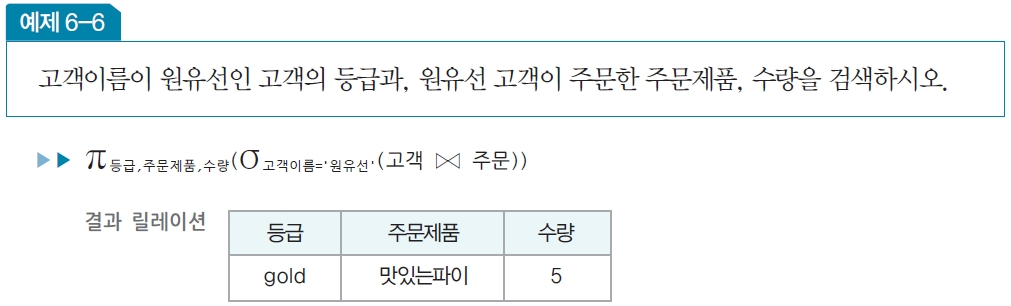 예제 6-6
고객이름이 원유선인 고객의 등급과, 원유선 고객이 주문한 주문제품, 수량을 검색하시오.
▶▶ π등급,주문제품,수량(σ고객이름='원유선'(고객 ⋈ 주문))
결과 릴레이션
등급 주문제품 수량
gold 맛있는파이 5